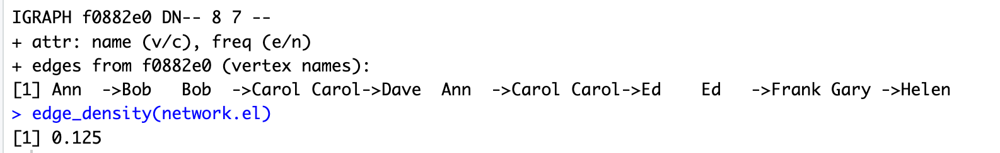 IGRAPH f0882e0 DN-- 8 7 --
+ attr: name (v/c), freq (e/n)
+ edges from f0882e0 (vertex names):
[1] Ann  ->Bob   Bob  ->Carol Carol->Dave  Ann  ->Carol Carol->Ed    Ed   ->Frank Gary ->Helen
> edge_density(network.el)
[1] 0.125